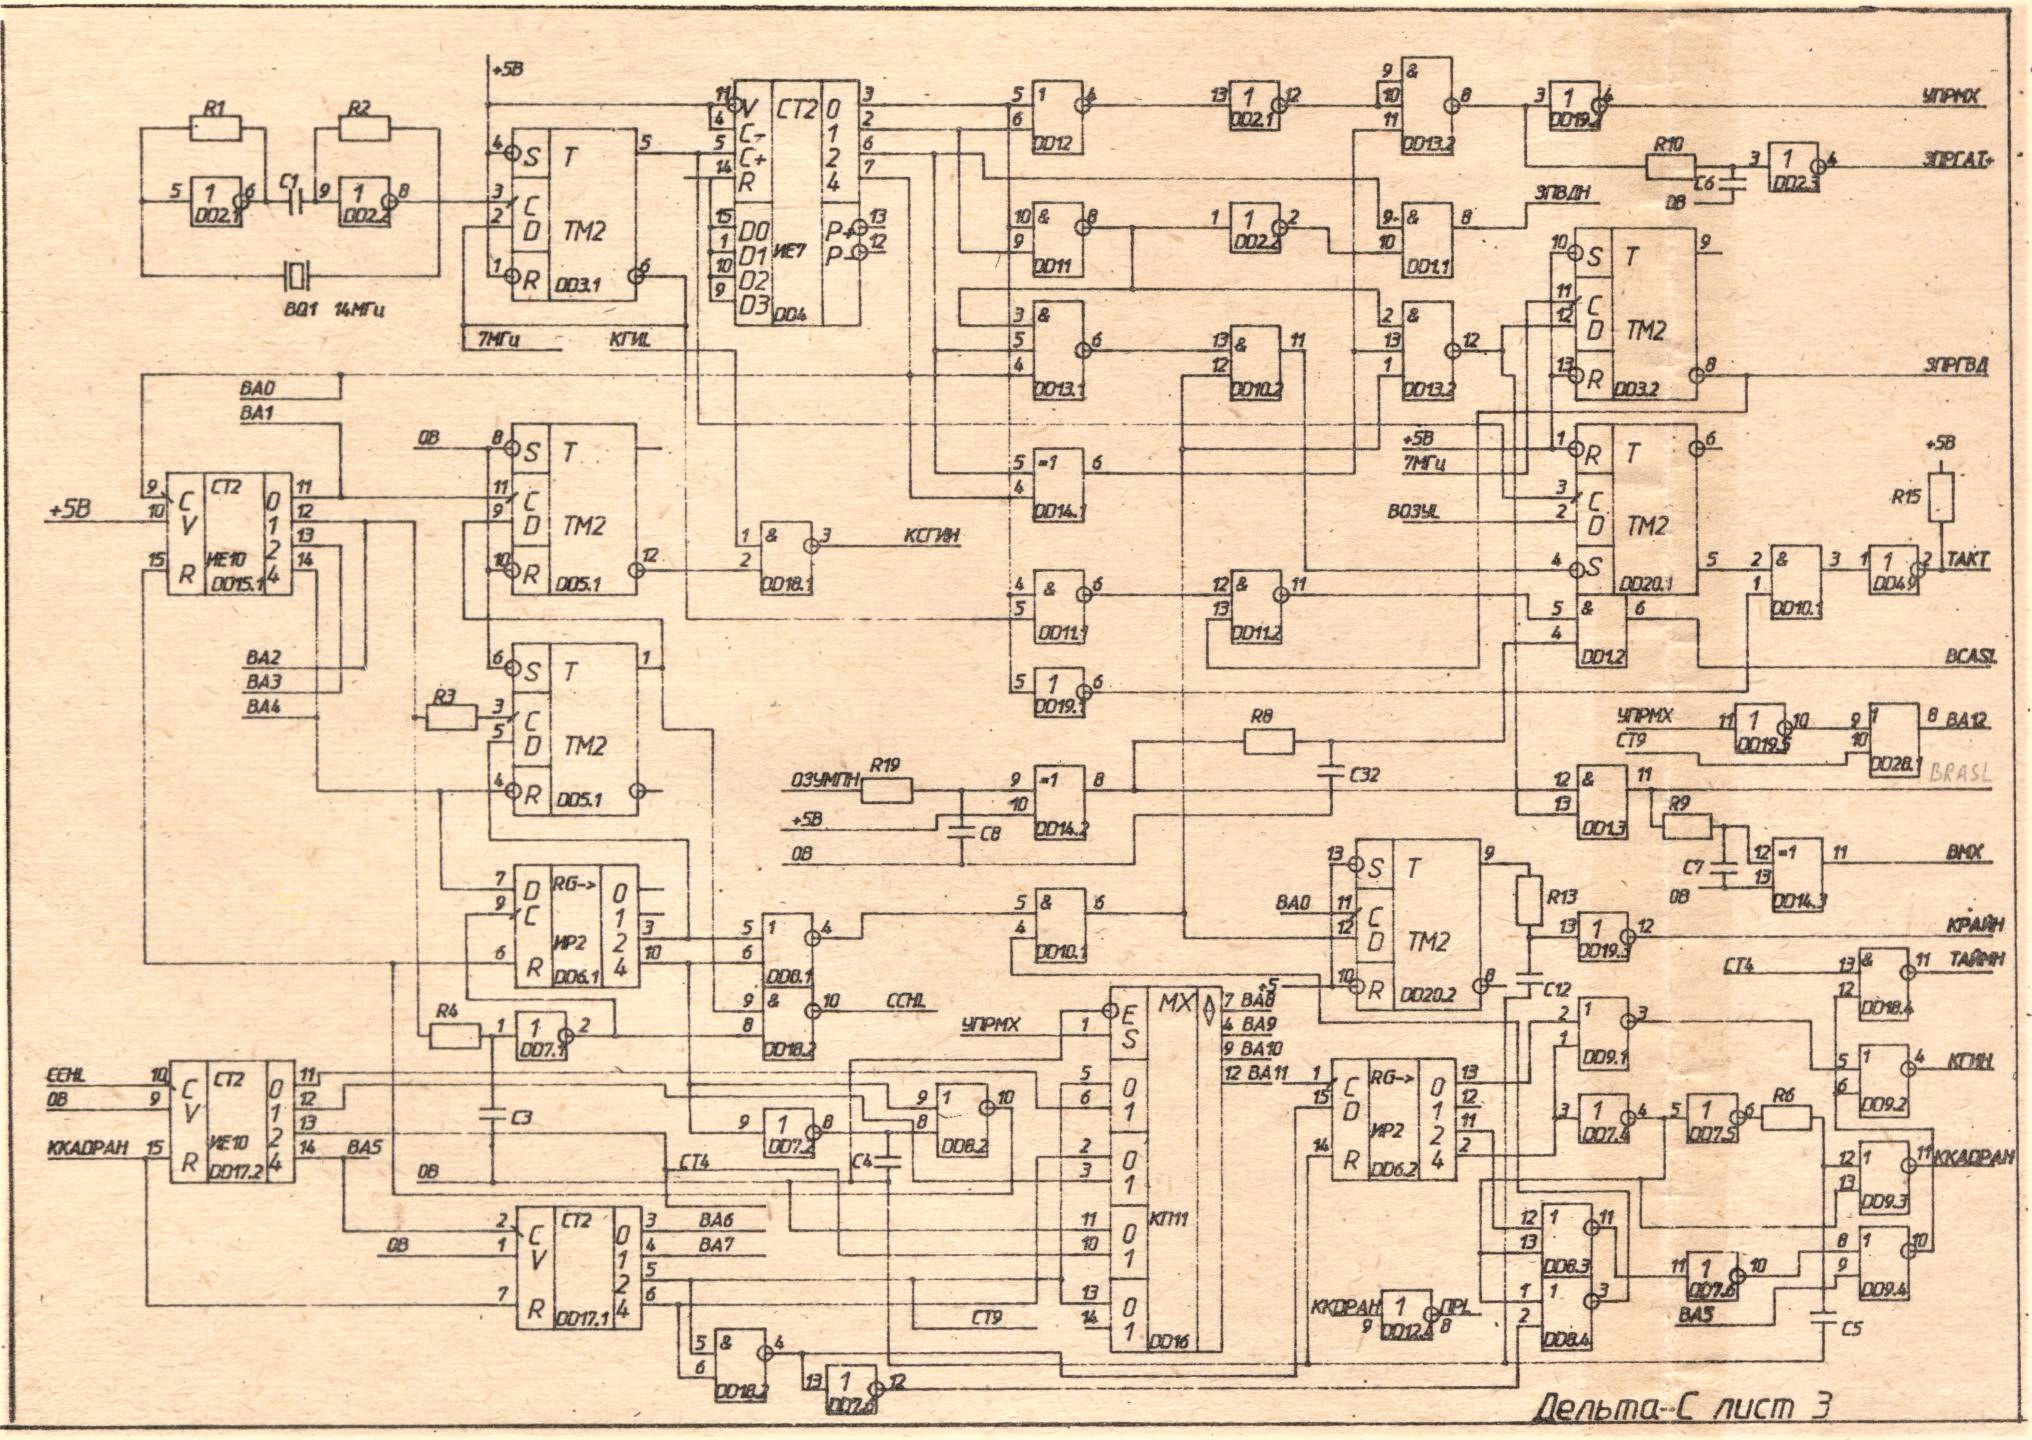 +5В
R1
R2
5
1
6
DD2.1
C1
9
1
8
DD2.2
BQ1 14МГц
4
S
T
5
3
C
2
D
TM2
1
R
6
DD3.1
7МГц
КГИL
11
V
CT2
0
3
4
C-
1
2
5
C+
2
6
14
R
4
7
15
D0
P+
13
1
D1
ИЕ7
P-
12
10
D2
9
D3
DD4
5
1
4
6
DD12
13
1
12
DD2.1
9
&
10
8
11
DD13.2
3
1
4
DD19.2
УПРМХ
R10
C6
0В
3
1
4
DD2.3
ЗПРГАТ+
10
&
8
9
DD11
1
1
2
DD2.2
9
&
8
10
DD1.1
ЗПВДН
10
S
T
9
11
C
12
D
TM2
13
R
8
DD3.2
ЗПРГВД
3
&
5
6
4
DD13.1
13
&
11
12
DD10.2
2
&
13
12
1
DD13.2
ВА0
ВА1
0В
8
S
T
11
C
9
D
TM2
10
R
12
DD5.1
+5В
9
C
CT2
0
11
10
V
1
12
2
13
15
R
ИЕ10
4
14
DD15.1
1
&
3
2
DD18.1
КСГИН
5
=1
6
4
DD14.1
+5В
7МГц
ВОЗУL
1
R
T
6
3
C
2
D
TM2
4
S
5
DD20.1
5
&
6
4
DD1.2
2
&
3
1
DD10.1
1
1
2
DD4.9
+5В
R15
ТАКТ
ВСАSL
4
&
6
5
DD11.1
12
&
11
13
DD11.2
5
1
6
DD19.1
ВА2
ВА3
ВА4
R3
6
S
T
1
3
C
5
D
TM2
4
R
DD5.1
ОЗУМПН
R19
+5В
C8
0В
9
=1
8
10
DD14.2
R8
C32
УПРМХ
11
1
10
DD19.5
СТ9
9
1
8
10
DD28.1
ВА12
BRASL
12
&
11
13
DD1.3
R9
C7
0В
12
=1
11
13
DD14.3
ВМХ
7
D
RG->
0
9
C
1
ИР2
2
3
6
R
4
10
DD6.1
5
1
4
6
DD8.1
9
&
10
8
DD18.2
ССНL
5
&
6
4
DD10.1
13
S
T
9
ВА0
11
C
12
D
TM2
+5
10
R
8
DD20.2
R13
C12
13
1
12
DD19.3
КРАЙН
R4
1
1
2
DD7.1
C3
УПРМХ
E
MX
7
ВА8
1
S
4
ВА9
9
ВА10
12
ВА11
5
0
6
1
2
0
3
1
11
0
10
1
КП11
13
0
14
1
DD16
ССНL
10
C
CT2
0
11
0В
9
V
1
12
2
13
ККАDРАН
15
R
ИЕ10
4
14
ВА5
DD17.2
9
1
8
DD7.2
C4
9
1
10
8
DD8.2
СТ4
0В
2
C
CT2
0
3
ВА6
0В
1
V
1
4
ВА7
2
5
7
R
4
6
DD17.1
СТ9
5
&
4
6
DD18.2
13
1
12
1
C
RG->
0
13
15
D
1
12
ИР2
2
11
14
R
4
2
DD6.2
2
1
3
1
DD9.1
3
1
4
DD7.4
5
1
6
DD7.5
R6
СТ4
13
&
11
12
DD18.4
ТАЙМН
5
1
4
6
DD9.2
КГИН
12
1
11
13
DD9.3
ККАDРАН
8
1
10
9
DD9.4
12
1
11
13
DD8.3
1
1
3
2
DD8.4
11
1
10
DD7.6
ВА5
C5
ККDРАН
9
1
8
DD12.4
ПРL
Дельта-С лист 3